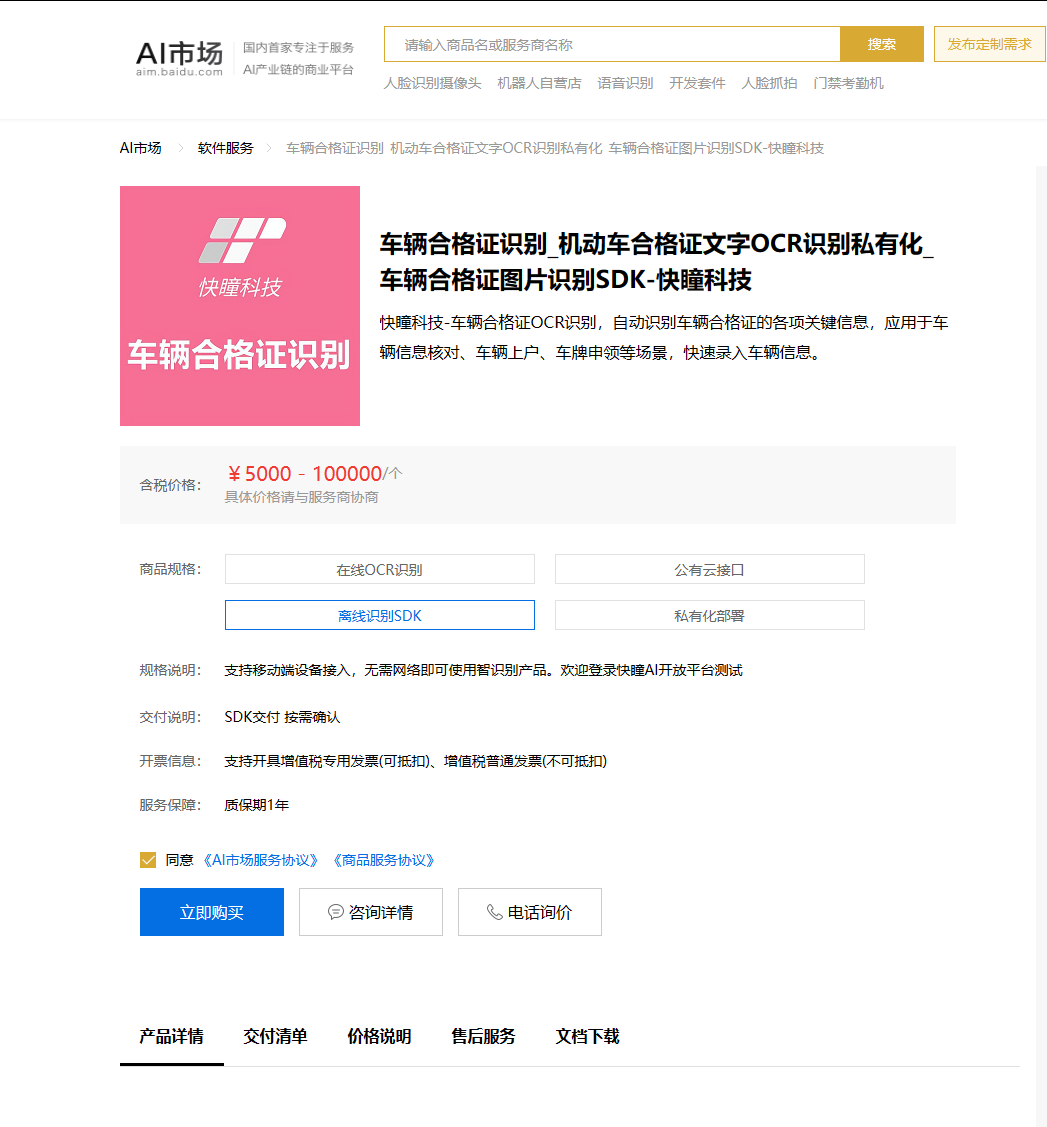 AI市场
aim.baidu.com
国内首家专注于服务
AI产业链的商业平台
请输入商品名或服务商名称
搜索
发布定制需求
人脸识别摄像头 机器人自营店 语音识别 开发套件 人脸抓拍 门禁考勤机
AI市场 软件服务 车辆合格证识别_机动车合格证文字OCR识别私有化_车辆合格证图片识别SDK-快瞳科技
快瞳科技
车辆合格证识别
车辆合格证识别_机动车合格证文字OCR识别私有化_
车辆合格证图片识别SDK-快瞳科技
快瞳科技-车辆合格证OCR识别，自动识别车辆合格证的各项关键信息，应用于车
辆信息核对、车辆上户、车牌申领等场景，快速录入车辆信息。
含税价格： ￥5000 - 100000/个
具体价格请与服务商协商
商品规格： 在线OCR识别 公有云接口
离线识别SDK 私有化部署
规格说明： 支持移动端设备接入，无需网络即可使用智识别产品。欢迎登录快瞳AI开放平台测试
交付说明： SDK交付 按需确认
开票信息： 支持开具增值税专用发票(可抵扣)、增值税普通发票(不可抵扣)
服务保障： 质保期1年
同意 《AI市场服务协议》 《商品服务协议》
立即购买 咨询详情 电话询价
产品详情 交付清单 价格说明 售后服务 文档下载